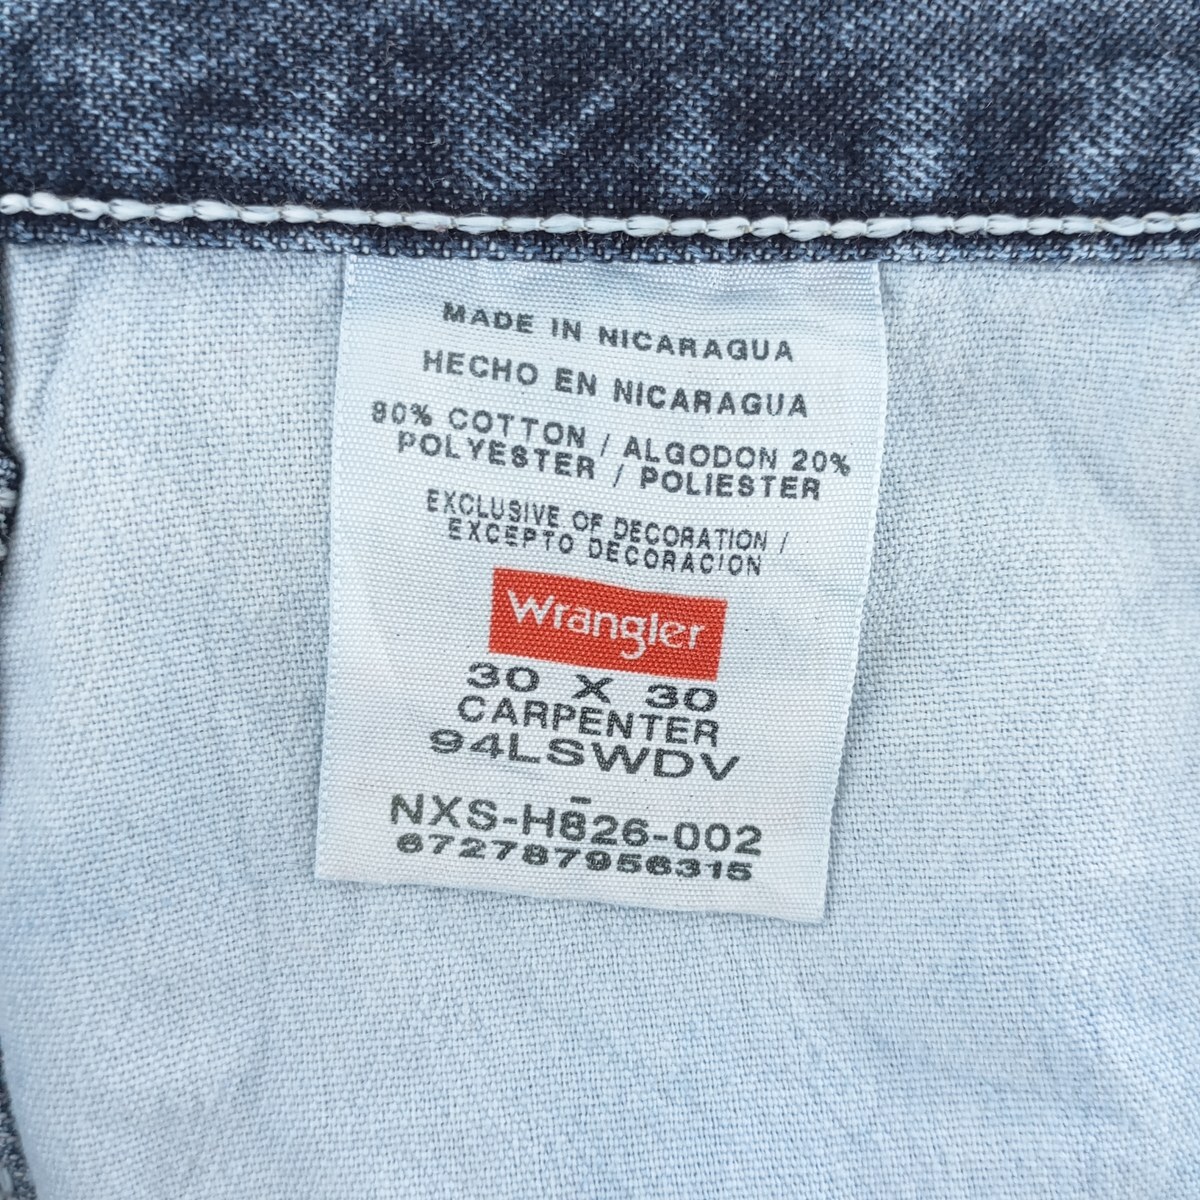 MADE IN NICARAGUA
HECHO EN NICARAGUA
80% COTTON / ALGODON 20%
POLYESTER / POLIESTER
EXCLUSIVE OF DECORATION /
EXCEPTO DECORACION
Wrangler
30 X 30
CARPENTER
94LSWDV
NXS-H826-002
672787956315